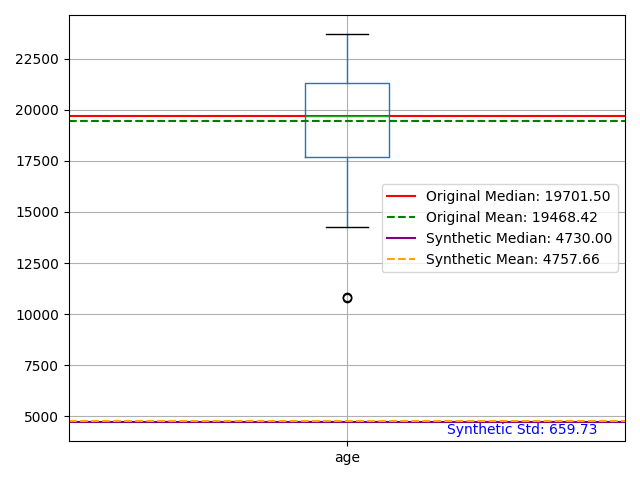 22500
20000
17500
15000
12500
10000
7500
5000
Original Median: 19701.50
Original Mean: 19468.42
Synthetic Median: 4730.00
Synthetic Mean: 4757.66
Synthetic Std: 659.73
age